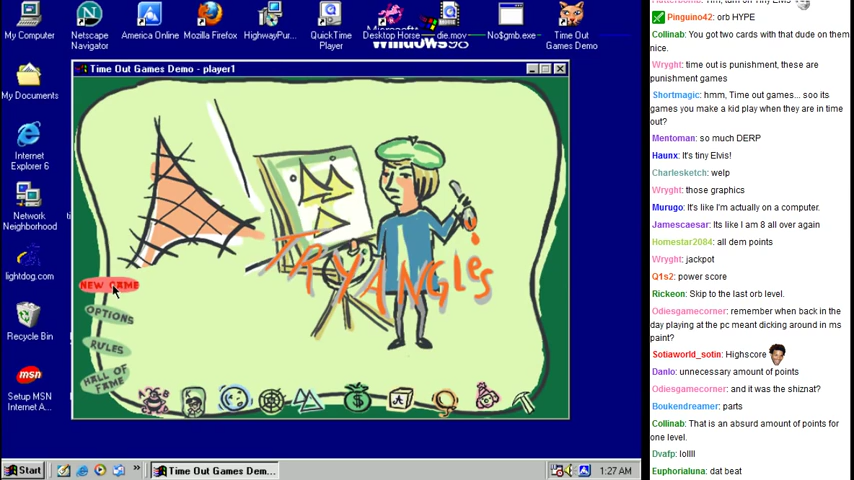 My Computer
Netscape
Navigator
America Online
Mozilla Firefox
HighwayPur...
QuickTime
Player
Desktop Horse
die.mov
No$gmb.exe
Time Out
Games Demo
Windows98
Time Out Games Demo - player1
My Documents
Internet
Explorer 6
Network
Neighborhood
lightdog.com
Recycle Bin
Setup MSN
Internet A...
TRYANGLES
NEW GAME
OPTIONS
RULES
HALL OF
FAME
A
Start
Time Out Games Dem...
1:27 AM
Pinguino42: orb HYPE
Collinab: You got two cards with that dude on them
nice.
Wryght: time out is punishment, these are
punishment games
Shortmagic: hmm, Time out games... soo its
games you make a kid play when they are in time
out?
Mentoman: so much DERP
Haunx: It's tiny Elvis!
Charlesketch: welp
Wryght: those graphics
Murugo: It's like I'm actually on a computer.
Jamescaesar: Its like I am 8 all over again
Homestar2084: all dem points
Wryght: jackpot
Q1s2: power score
Rickeon: Skip to the last orb level.
Odiesgamecorner: remember when back in the
day playing at the pc meant dicking around in ms
paint?
Sotiaworld_sotin: Highscore
Danlo: unnecessary amount of points
Odiesgamecorner: and it was the shiznat?
Boukendreamer: parts
Collinab: That is an absurd amount of points for
one level.
Dvafp: lollll
Euphorialuna: dat beat